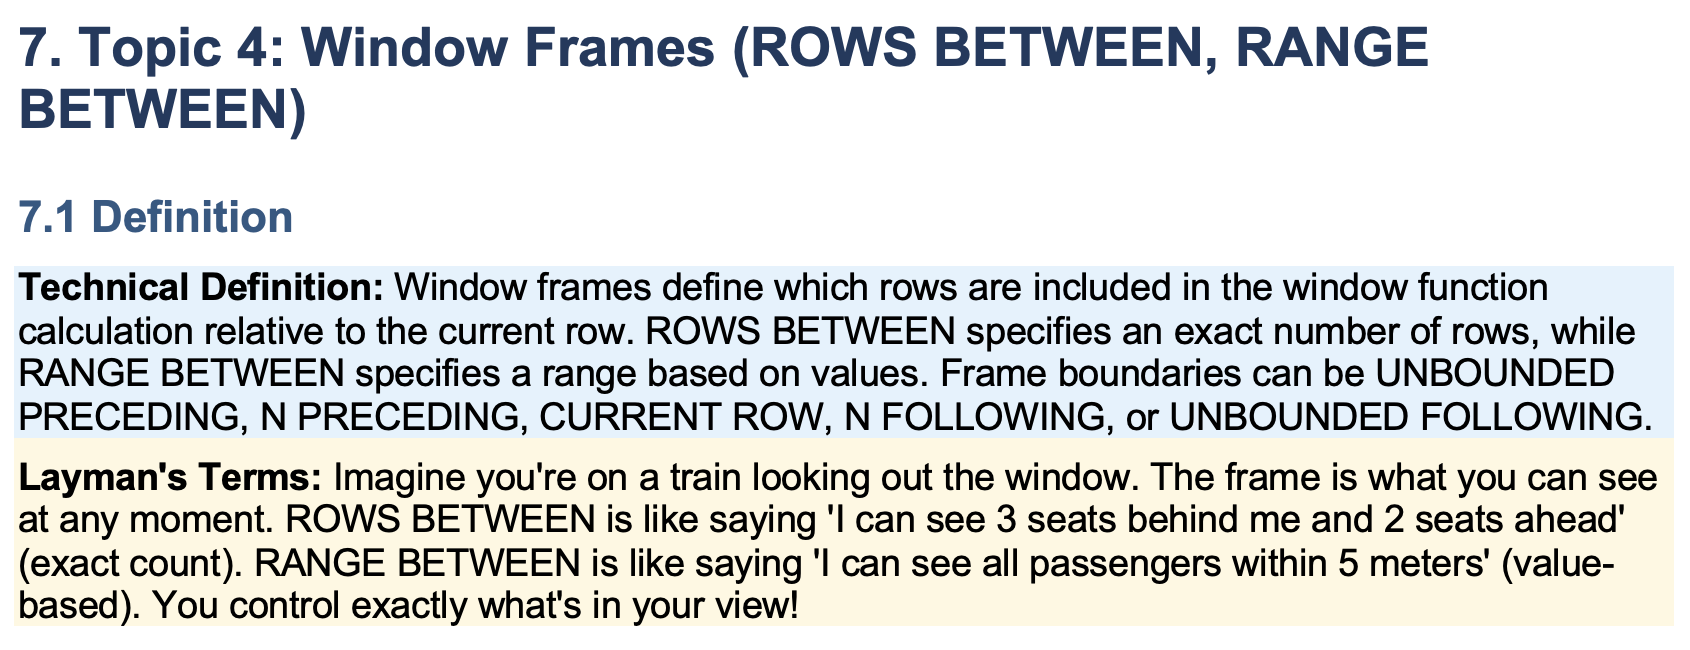 7. Topic 4: Window Frames (ROWS BETWEEN, RANGE
BETWEEN)
7.1 Definition
Technical Definition: Window frames define which rows are included in the window function
calculation relative to the current row. ROWS BETWEEN specifies an exact number of rows, while
RANGE BETWEEN specifies a range based on values. Frame boundaries can be UNBOUNDED
PRECEDING, N PRECEDING, CURRENT ROW, N FOLLOWING, or UNBOUNDED FOLLOWING.
Layman's Terms: Imagine you're on a train looking out the window. The frame is what you can see
at any moment. ROWS BETWEEN is like saying 'I can see 3 seats behind me and 2 seats ahead'
(exact count). RANGE BETWEEN is like saying 'I can see all passengers within 5 meters' (value-
based). You control exactly what's in your view!